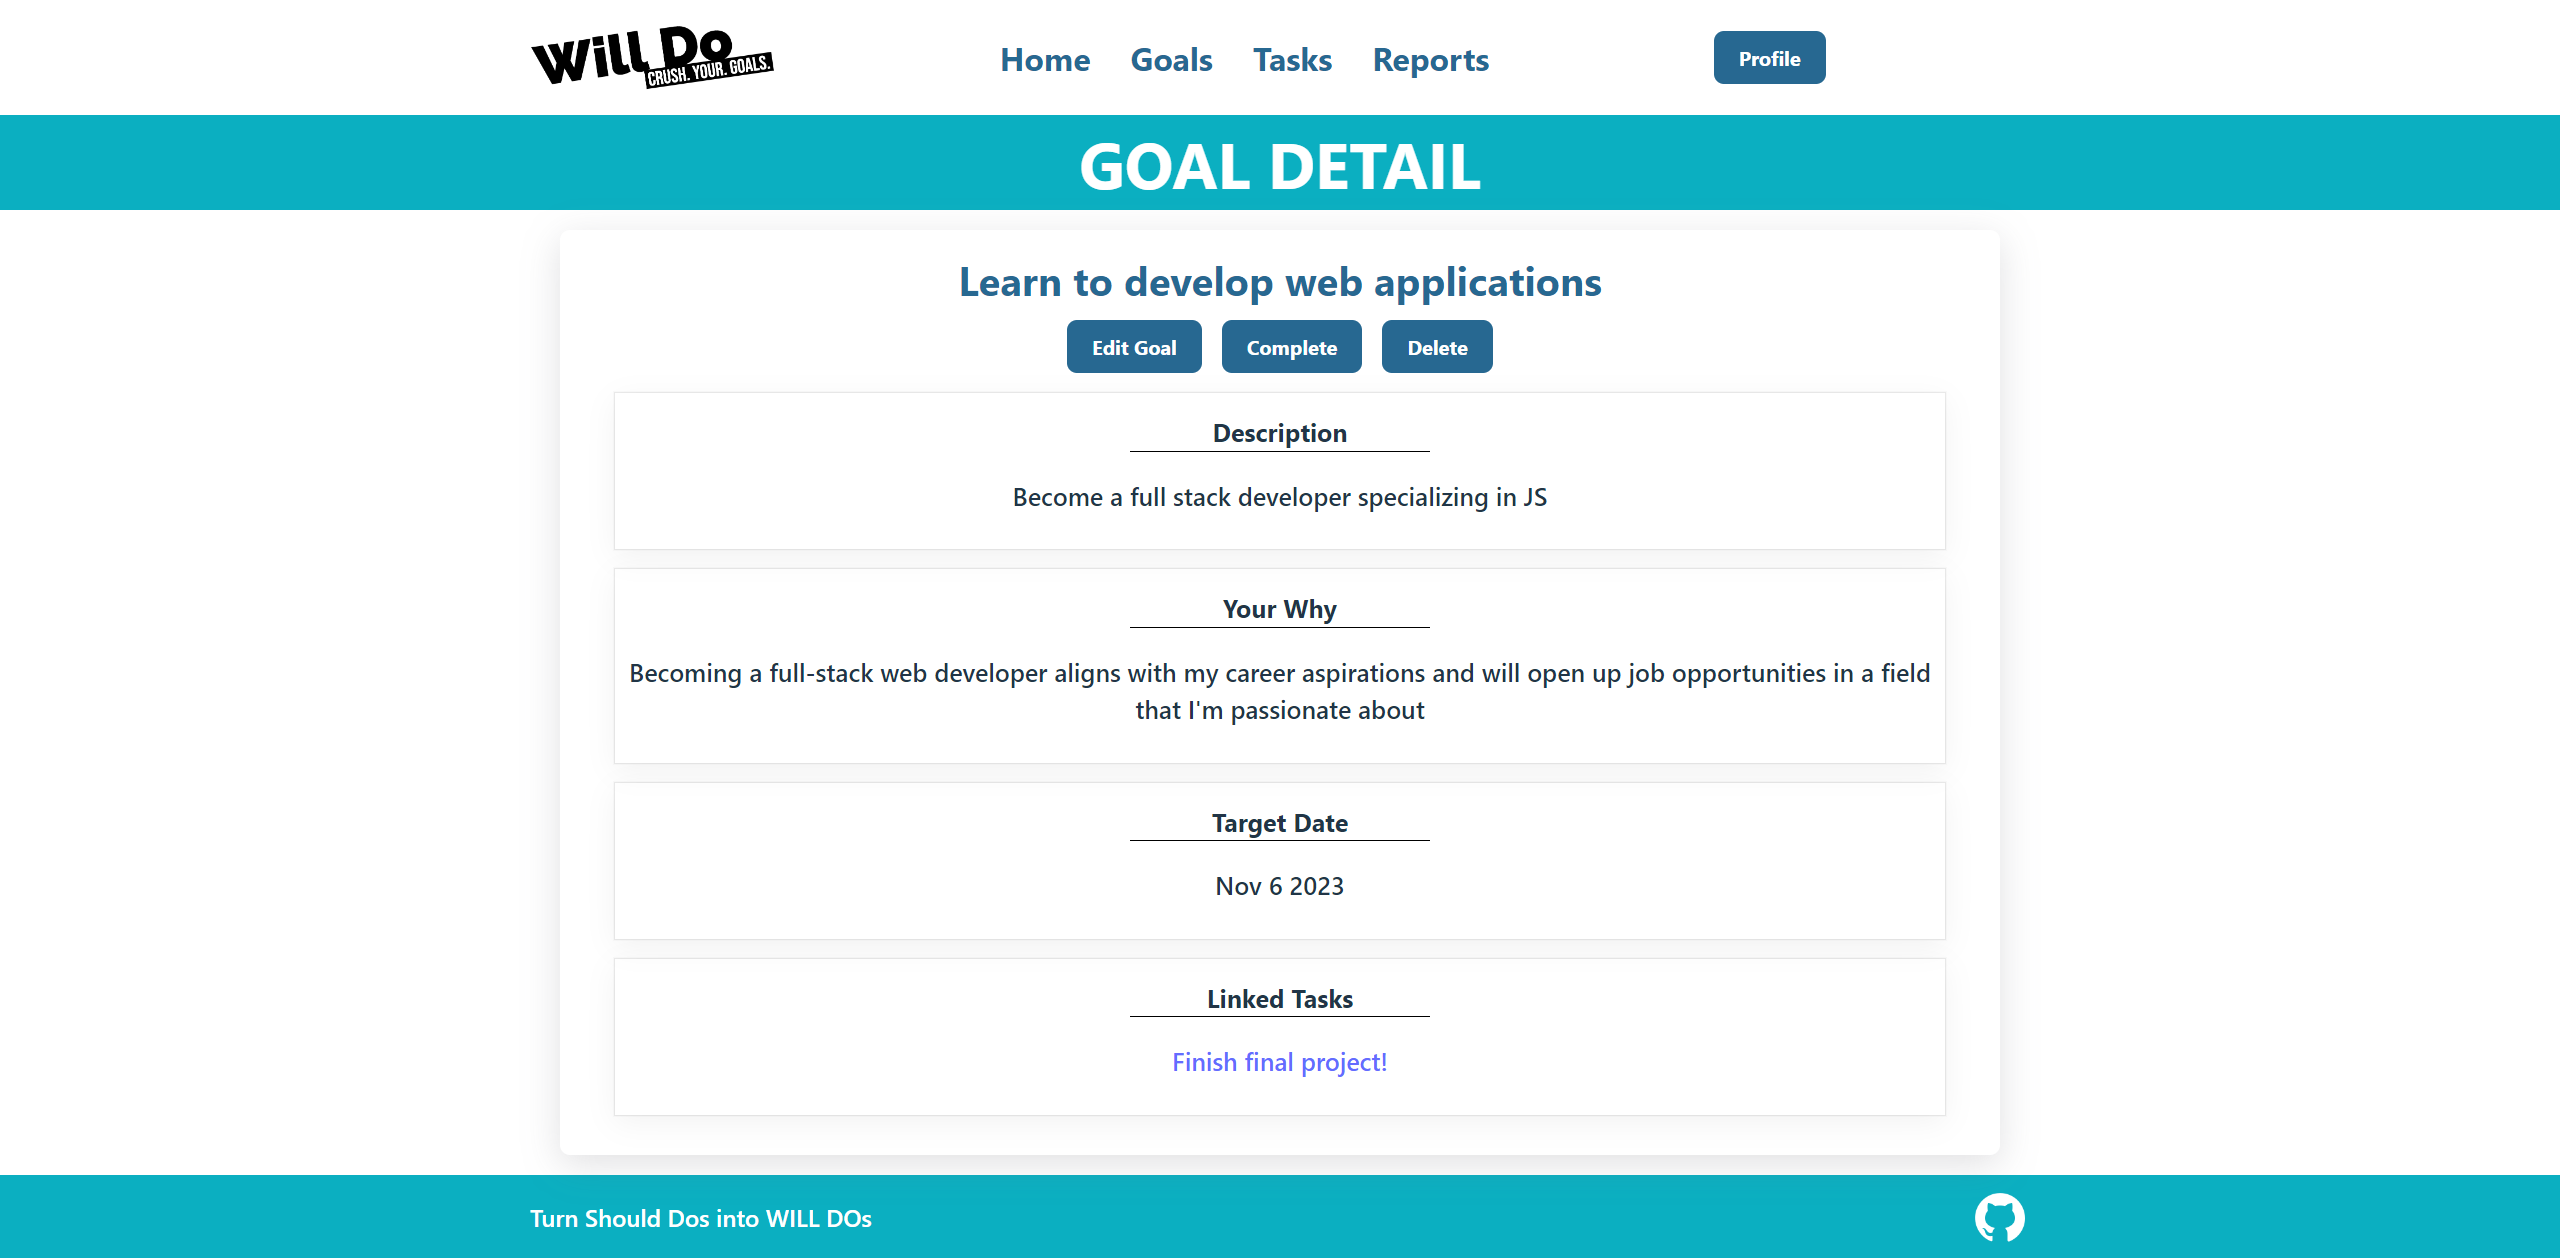 Will Do
CRUSH. YOUR. GOALS.
Home Goals Tasks Reports
Profile
GOAL DETAIL
Learn to develop web applications
Edit Goal Complete Delete
Description
Become a full stack developer specializing in JS
Your Why
Becoming a full-stack web developer aligns with my career aspirations and will open up job opportunities in a field
that I'm passionate about
Target Date
Nov 6 2023
Linked Tasks
Finish final project!
Turn Should Dos into WILL DOs